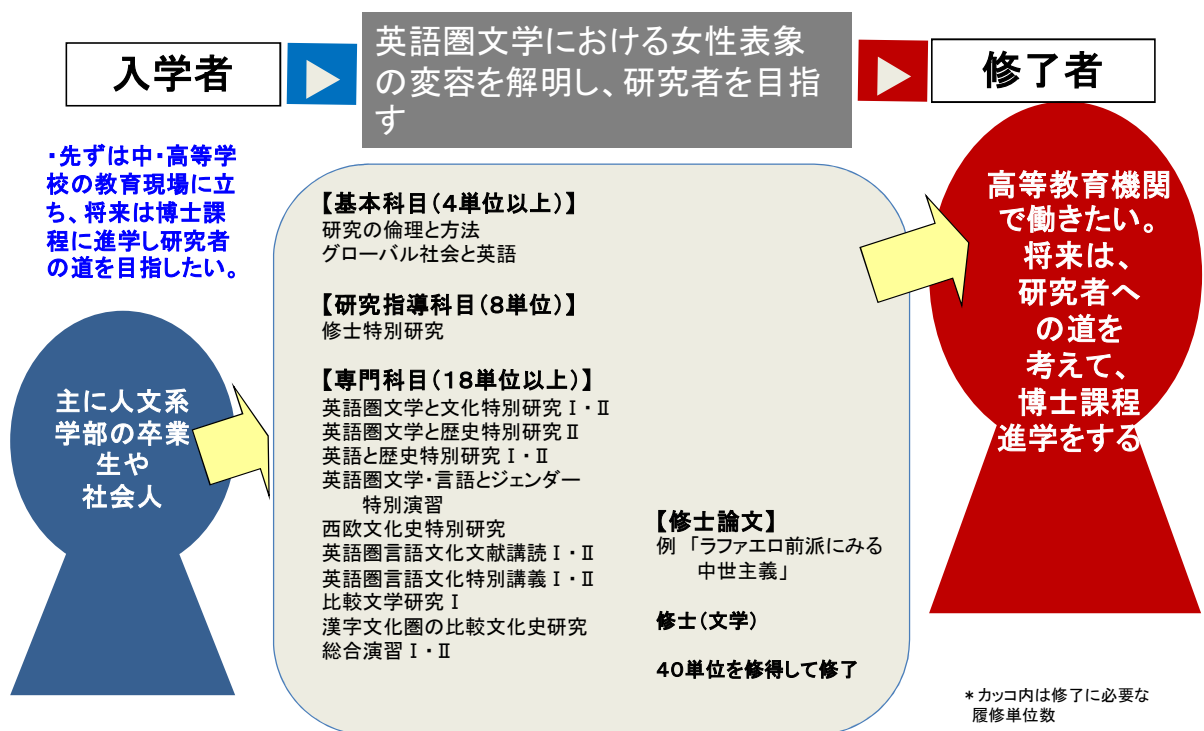 入学者
英語圏文学における女性表象
の変容を解明し、研究者を目指
す
修了者
・先ずは中・高等学
校の教育現場に立
ち、将来は博士課
程に進学し研究者
の道を目指したい。
主に人文系
学部の卒業
生や
社会人
【基本科目(4単位以上)】
研究の倫理と方法
グローバル社会と英語
【研究指導科目(8単位)】
修士特別研究
【専門科目(18単位以上)】
英語圏文学と文化特別研究Ⅰ・Ⅱ
英語圏文学と歴史特別研究Ⅱ
英語と歴史特別研究Ⅰ・Ⅱ
英語圏文学・言語とジェンダー
特別演習
西欧文化史特別研究
英語圏言語文化文献講読Ⅰ・Ⅱ
英語圏言語文化特別講義Ⅰ・Ⅱ
比較文学研究Ⅰ
漢字文化圏の比較文化史研究
総合演習Ⅰ・Ⅱ
【修士論文】
例 「ラファエロ前派にみる
中世主義」
修士(文学)
40単位を修得して修了
高等教育機関
で働きたい。
将来は、
研究者へ
の道を
考えて、
博士課程
進学をする
*カッコ内は修了に必要な
履修単位数